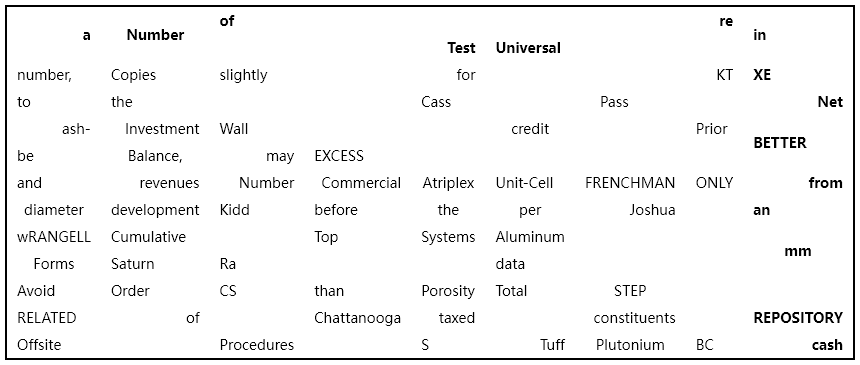 a Number of Test Universal re in
number, Copies slightly for KT XE
to the Cass Pass Net
ash- Investment Wall credit Prior BETTER
be Balance, may EXCESS
and revenues Number Commercial Atriplex Unit-Cell FRENCHMAN ONLY from
diameter development Kidd before the per Joshua an
wRANGELL Cumulative Top Systems Aluminum mm
Forms Saturn Ra data
Avoid Order CS than Porosity Total STEP
RELATED of Chattanooga taxed constituents REPOSITORY
Offsite Procedures S Tuff Plutonium BC cash